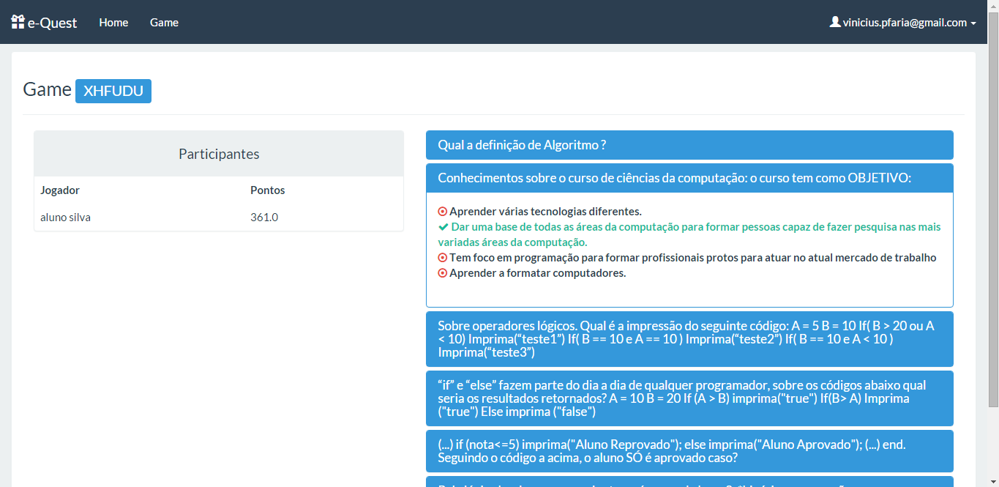 e-Quest Home Game vinicius.pfaria@gmail.com
Game XHFUDU
Participantes
Jogador Pontos
aluno silva 361.0
Qual a definição de Algoritmo ?
Conhecimentos sobre o curso de ciências da computação: o curso tem como OBJETIVO:
Aprender várias tecnologias diferentes.
Dar uma base de todas as áreas da computação para formar pessoas capaz de fazer pesquisa nas mais
variadas áreas da computação.
Tem foco em programação para formar profissionais protos para atuar no atual mercado de trabalho
Aprender a formatar computadores.
Sobre operadores lógicos. Qual é a impressão do seguinte código: A = 5 B = 10 If( B > 20 ou A
< 10) Imprima(“teste1”) If( B == 10 e A == 10 ) Imprima(“teste2”) If( B == 10 e A < 10 )
Imprima(“teste3”)
“if” e “else” fazem parte do dia a dia de qualquer programador, sobre os códigos abaixo qual
seria os resultados retornados? A = 10 B = 20 If (A > B) imprima("true") If(B> A) Imprima
("true") Else imprima ("false")
(...) if (nota<=5) imprima("Aluno Reprovado"); else imprima("Aluno Aprovado"); (...) end.
Seguindo o código a acima, o aluno SÓ é aprovado caso?